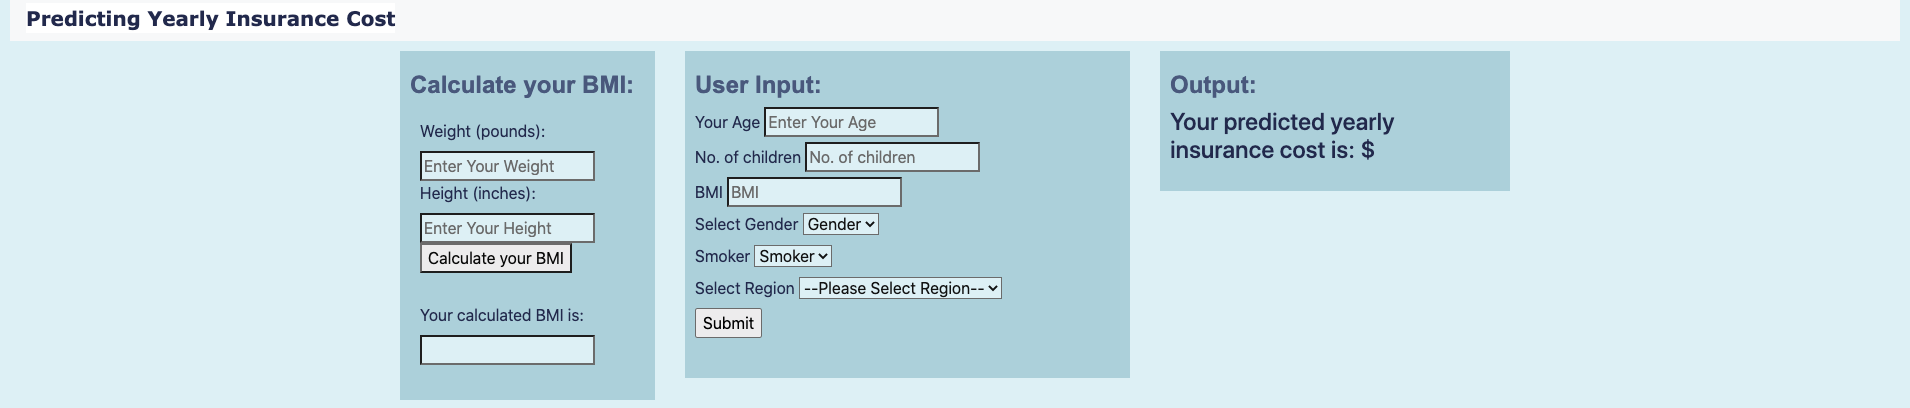 Predicting Yearly Insurance Cost
Calculate your BMI:
Weight (pounds):
Enter Your Weight
Height (inches):
Enter Your Height
Calculate your BMI
Your calculated BMI is:
User Input:
Your Age Enter Your Age
No. of children No. of children
BMI BMI
Select Gender Gender
Smoker Smoker
Select Region --Please Select Region--
Submit
Output:
Your predicted yearly
insurance cost is: $